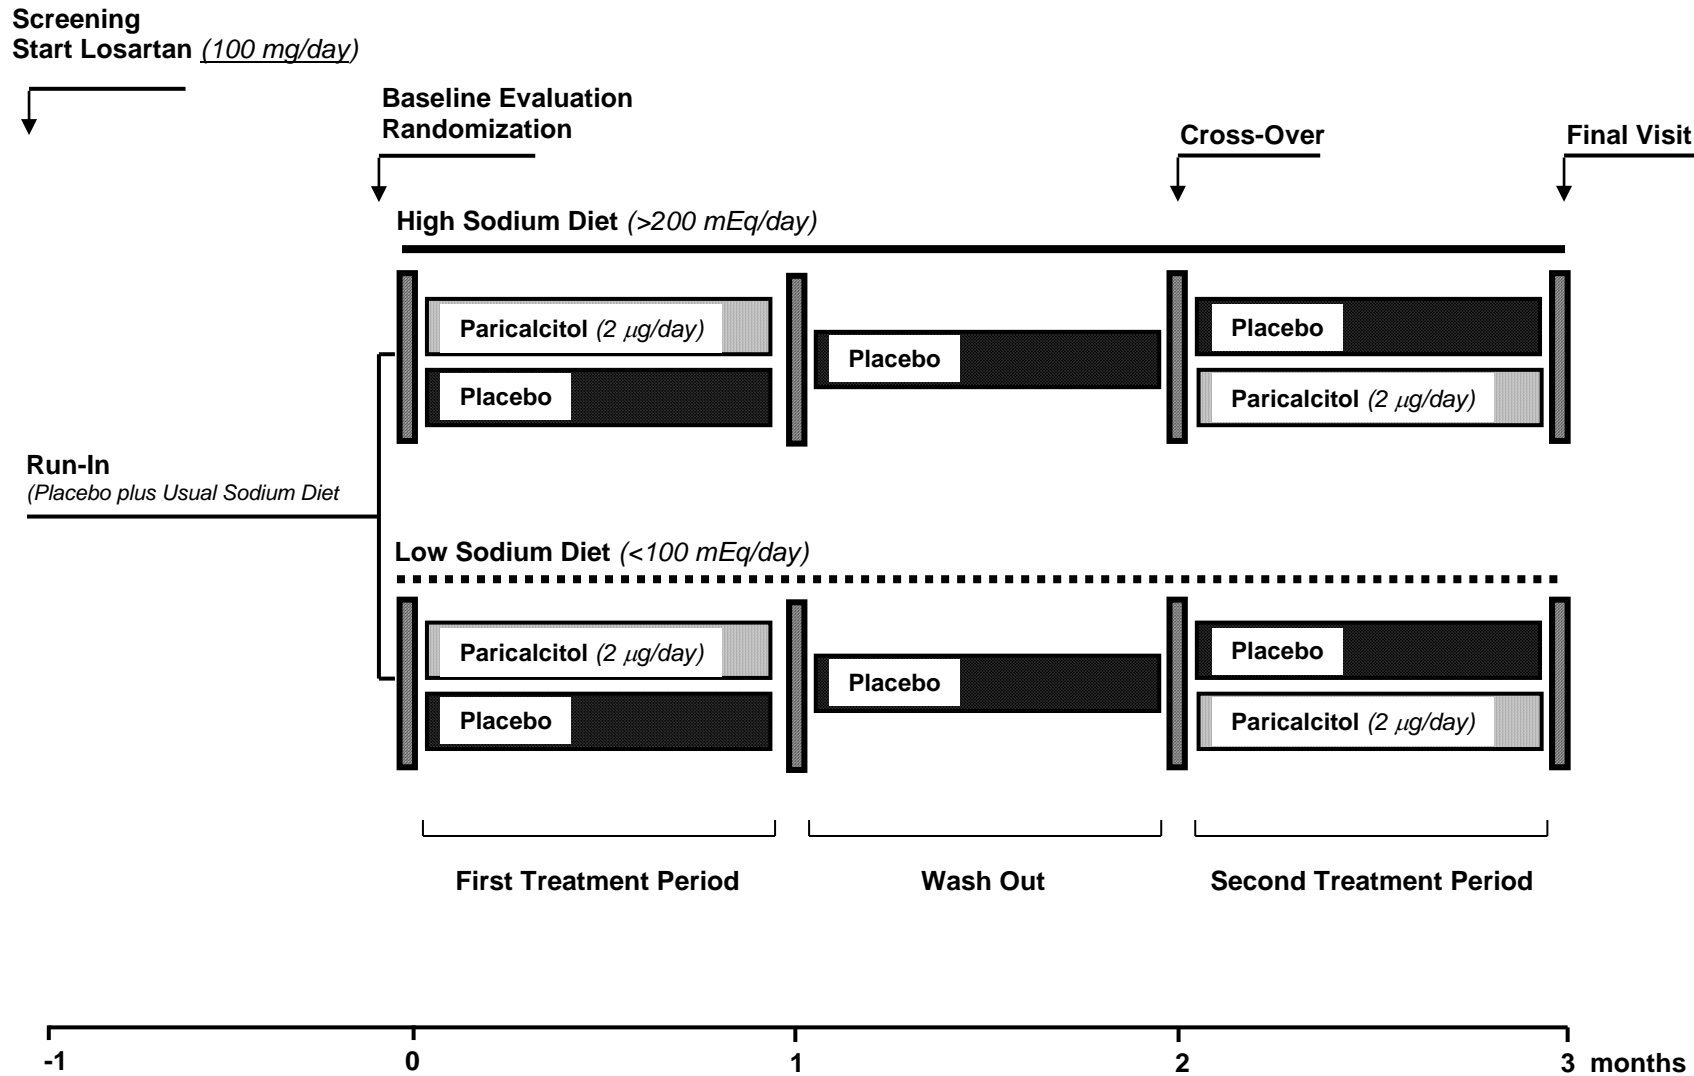 Screening
Start Losartan (100 mg/day)
Baseline Evaluation
Randomization
Cross-Over
Final Visit
High Sodium Diet (>200 mEq/day)
Paricalcitol (2 μg/day)
Placebo
Placebo
Placebo
Paricalcitol (2 μg/day)
Run-In
(Placebo plus Usual Sodium Diet
Low Sodium Diet (<100 mEq/day)
Paricalcitol (2 μg/day)
Placebo
Placebo
Placebo
Paricalcitol (2 μg/day)
First Treatment Period
Wash Out
Second Treatment Period
-1 0 1 2 3 months